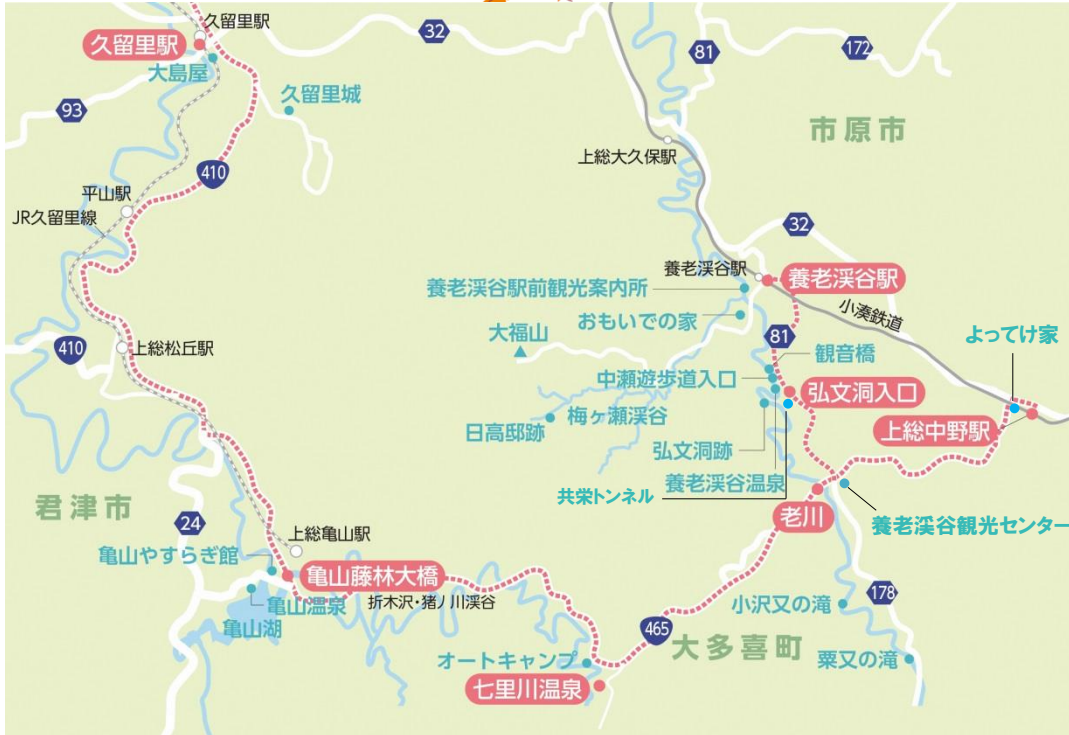 久留里駅
32
久留里駅
81
172
大島屋
久留里城
93
市原市
上総大久保駅
410
平山駅
JR久留里線
32
養老渓谷駅
養老渓谷駅
養老渓谷駅前観光案内所
小湊鉄道
おもいでの家
大福山
81
よってけ家
410
上総松丘駅
観音橋
中瀬遊歩道入口
弘文洞入口
梅ヶ瀬渓谷
日高邸跡
上総中野駅
弘文洞跡
養老渓谷温泉
共栄トンネル
君津市
老川
24
養老渓谷観光センター
上総亀山駅
亀山やすらぎ館
亀山藤林大橋
折木沢・猪ノ川渓谷
亀山温泉
178
小沢又の滝
亀山湖
465
大多喜町
粟又の滝
オートキャンプ
七里川温泉